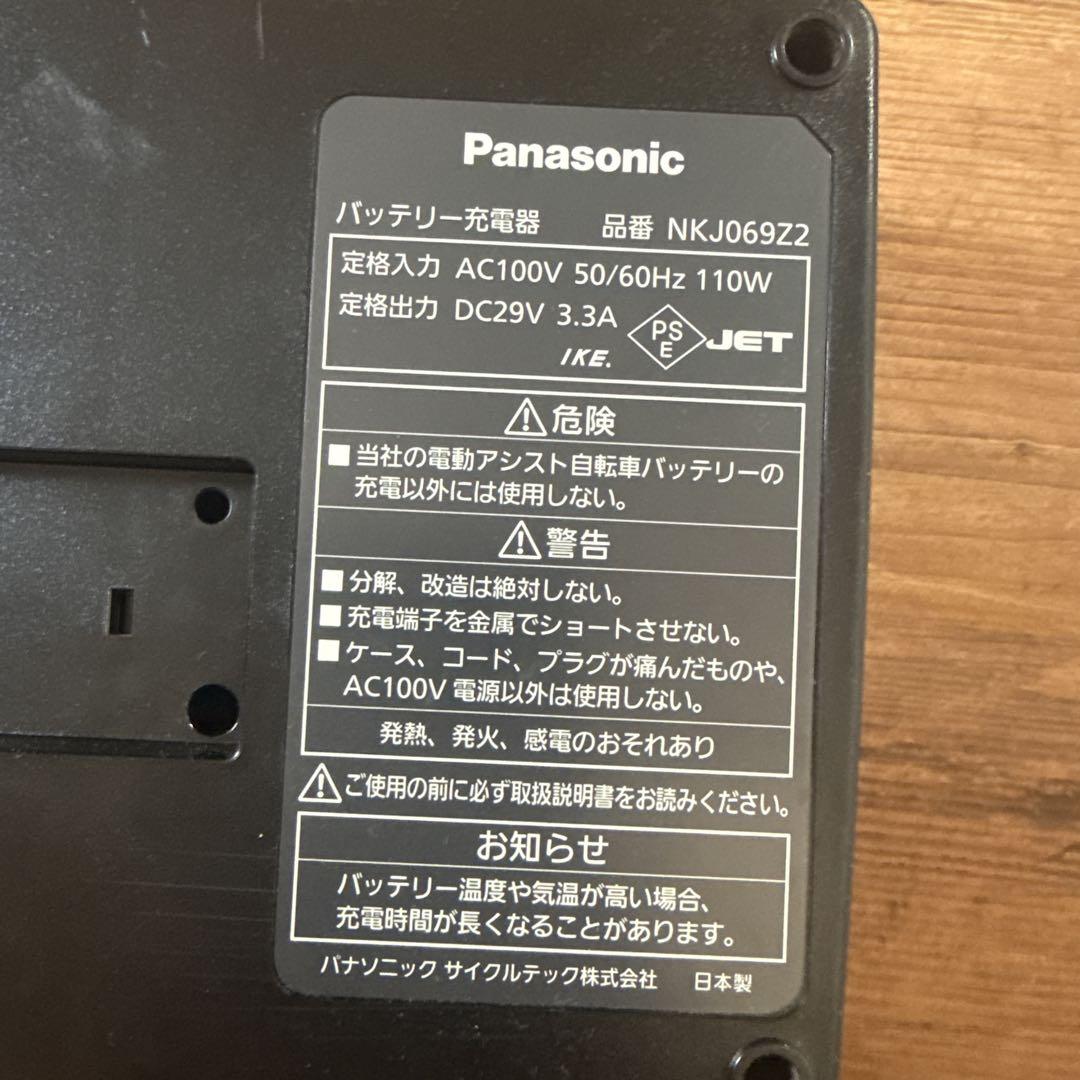 Panasonic
バッテリー充電器 品番 NKJ069Z2
定格入力 AC100V 50/60Hz 110W
定格出力 DC29V 3.3A
PS
E
JET
IKE.
危険
■当社の電動アシスト自転車バッテリーの
充電以外には使用しない。
警告
■分解、改造は絶対しない。
■充電端子を金属でショートさせない。
■ケース、コード、プラグが痛んだものや、
AC100V 電源以外は使用しない。
発熱、発火、感電のおそれあり
ご使用の前に必ず取扱説明書をお読みください。
お知らせ
バッテリー温度や気温が高い場合、
充電時間が長くなることがあります。
パナソニック サイクルテック株式会社 日本製